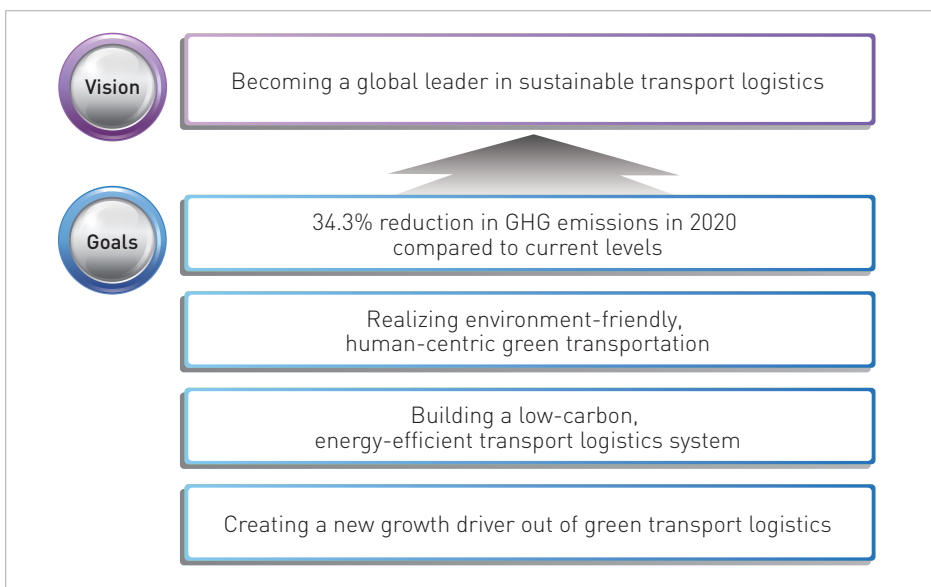 Vision
Becoming a global leader in sustainable transport logistics
Goals
34.3% reduction in GHG emissions in 2020
compared to current levels
Realizing environment-friendly,
human-centric green transportation
Building a low-carbon,
energy-efficient transport logistics system
Creating a new growth driver out of green transport logistics